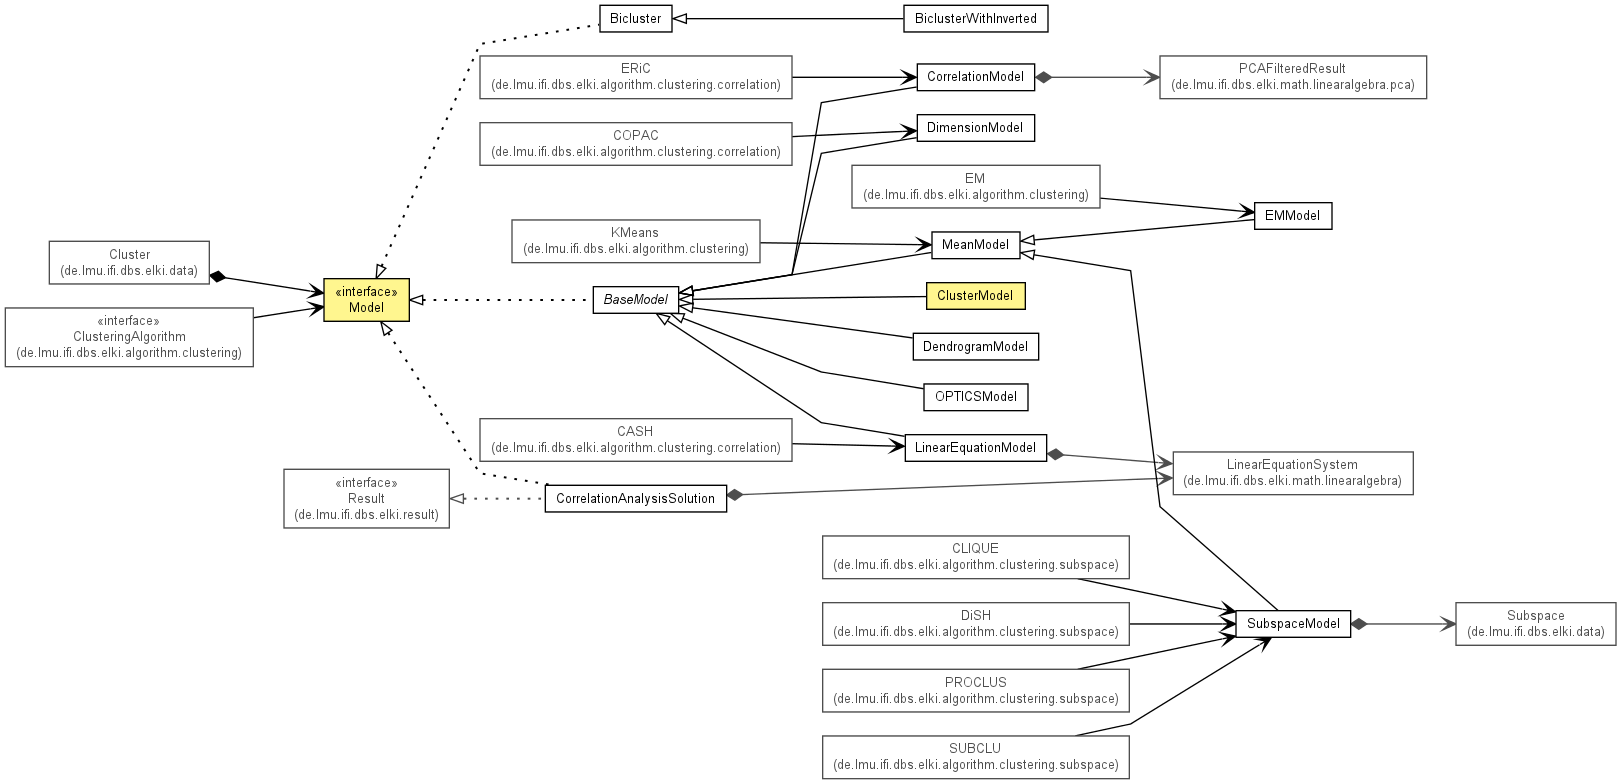 Bicluster
BiclusterWithInverted
ERiC
(de.lmu.ifi.dbs.elki.algorithm.clustering.correlation)
CorrelationModel
PCAFilteredResult
(de.lmu.ifi.dbs.elki.math.linearalgebra.pca)
COPAC
(de.lmu.ifi.dbs.elki.algorithm.clustering.correlation)
DimensionModel
EM
(de.lmu.ifi.dbs.elki.algorithm.clustering)
EMModel
KMeans
(de.lmu.ifi.dbs.elki.algorithm.clustering)
MeanModel
Cluster
(de.lmu.ifi.dbs.elki.data)
«interface»
Model
BaseModel
ClusterModel
«interface»
ClusteringAlgorithm
(de.lmu.ifi.dbs.elki.algorithm.clustering)
DendrogramModel
OPTICSModel
CASH
(de.lmu.ifi.dbs.elki.algorithm.clustering.correlation)
LinearEquationModel
LinearEquationSystem
(de.lmu.ifi.dbs.elki.math.linearalgebra)
«interface»
Result
(de.lmu.ifi.dbs.elki.result)
CorrelationAnalysisSolution
CLIQUE
(de.lmu.ifi.dbs.elki.algorithm.clustering.subspace)
DiSH
(de.lmu.ifi.dbs.elki.algorithm.clustering.subspace)
SubspaceModel
Subspace
(de.lmu.ifi.dbs.elki.data)
PROCLUS
(de.lmu.ifi.dbs.elki.algorithm.clustering.subspace)
SUBCLU
(de.lmu.ifi.dbs.elki.algorithm.clustering.subspace)